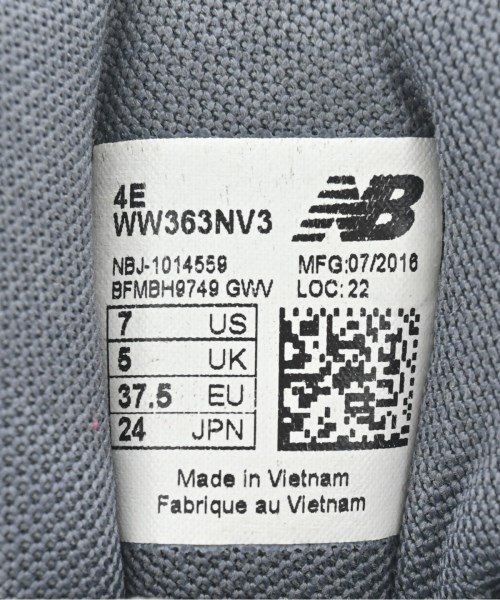 4E
WW363NV3
NB
NBJ-1014559
MFG:07/2016
BFMBH9749 GWV
LOC: 22
7 US
5 UK
37.5 EU
24 JPN
Made in Vietnam
Fabrique au Vietnam